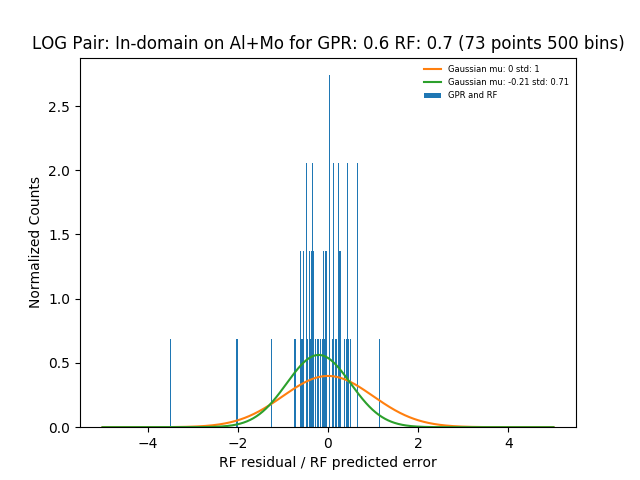 LOG Pair: In-domain on Al+Mo for GPR: 0.6 RF: 0.7 (73 points 500 bins)
Gaussian mu: 0 std: 1
Gaussian mu: -0.21 std: 0.71
GPR and RF
Normalized Counts
2.5
2.0
1.5
1.0
0.5
0.0
−4 −2 0 2 4
RF residual / RF predicted error